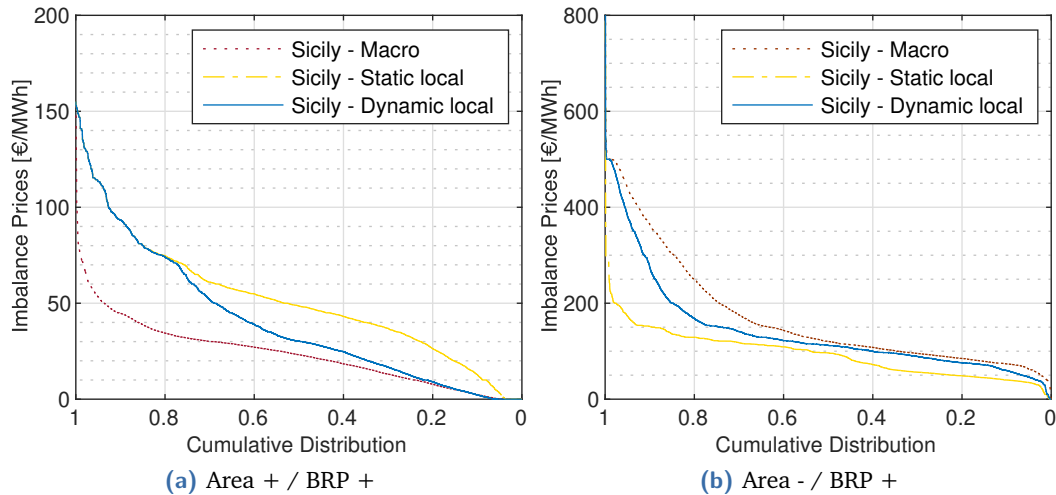 200
150
100
50
0
Imbalance Prices [€/MWh]
Sicily - Macro
Sicily - Static local
Sicily - Dynamic local
1
0.8
0.6
0.4
0.2
0
Cumulative Distribution
(a) Area + / BRP +
800
600
400
200
0
Imbalance Prices [€/MWh]
Sicily - Macro
Sicily - Static local
Sicily - Dynamic local
1
0.8
0.6
0.4
0.2
0
Cumulative Distribution
(b) Area - / BRP +